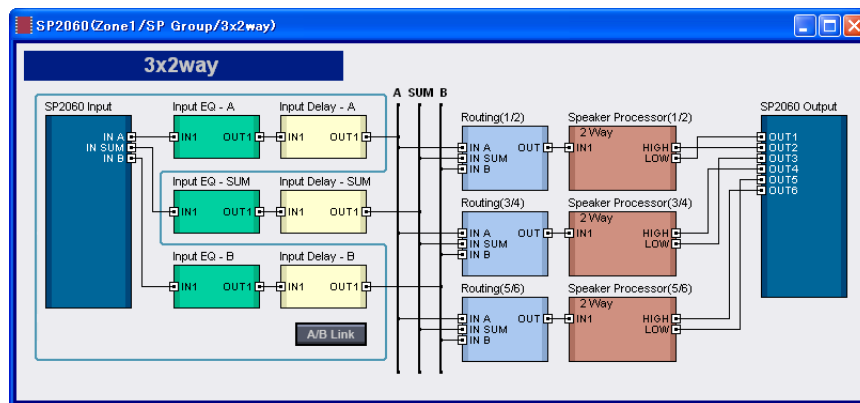 SP2060(Zone1/SP Group/3x2way)
3x2way
A SUM B
SP2060 Input
IN A
IN SUM
IN B
Input EQ - A
IN1 OUT1
Input Delay - A
IN1 OUT1
Input EQ - SUM
IN1 OUT1
Input Delay - SUM
IN1 OUT1
Input EQ - B
IN1 OUT1
Input Delay - B
IN1 OUT1
A/B Link
Routing(1/2)
IN A OUT
IN SUM
IN B
Speaker Processor(1/2)
2 Way
IN1 HIGH
LOW
Routing(3/4)
IN A OUT
IN SUM
IN B
Speaker Processor(3/4)
2 Way
IN1 HIGH
LOW
Routing(5/6)
IN A OUT
IN SUM
IN B
Speaker Processor(5/6)
2 Way
IN1 HIGH
LOW
SP2060 Output
OUT1
OUT2
OUT3
OUT4
OUT5
OUT6